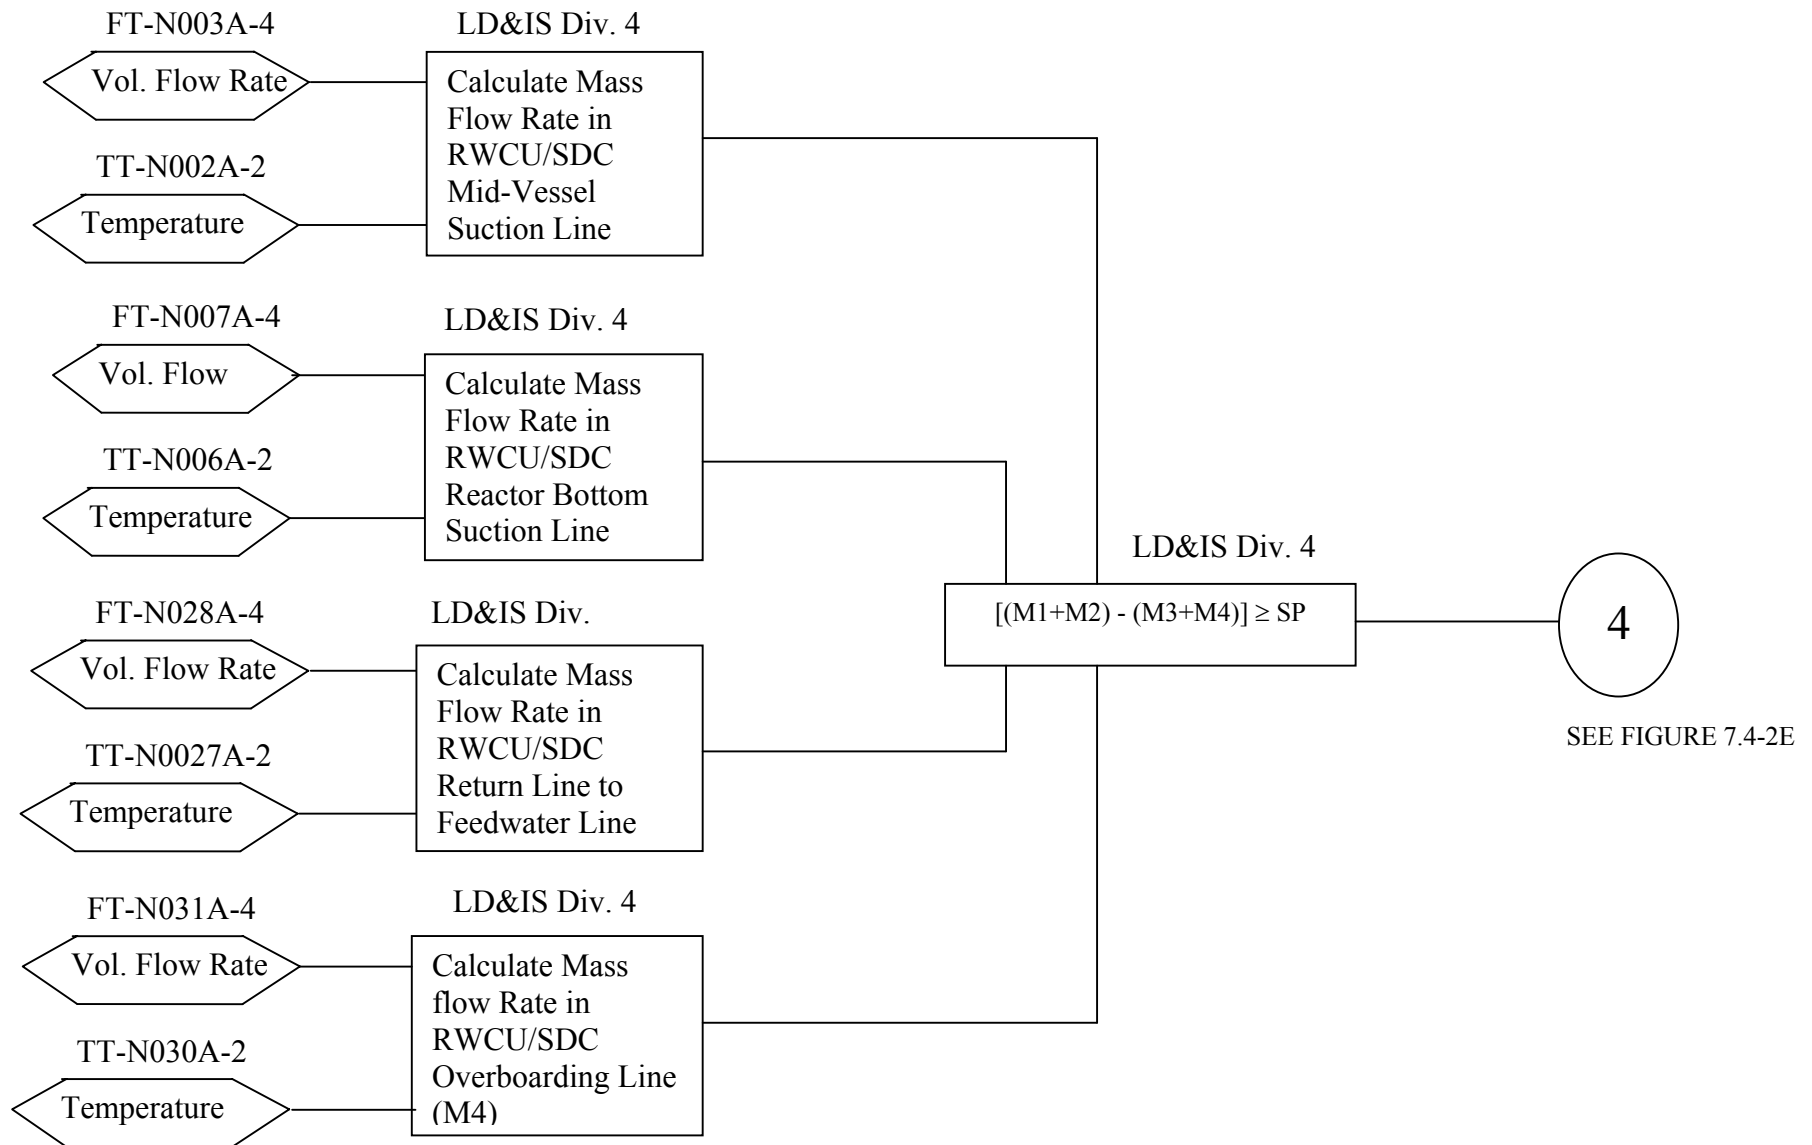 FT-N003A-4
LD&IS Div. 4
Vol. Flow Rate
Calculate Mass
Flow Rate in
RWCU/SDC
Mid-Vessel
Suction Line
TT-N002A-2
Temperature
FT-N007A-4
LD&IS Div. 4
Vol. Flow
Calculate Mass
Flow Rate in
RWCU/SDC
Reactor Bottom
Suction Line
TT-N006A-2
Temperature
LD&IS Div. 4
[(M1+M2) - (M3+M4)] ≥ SP
4
SEE FIGURE 7.4-2E
FT-N028A-4
LD&IS Div.
Vol. Flow Rate
Calculate Mass
Flow Rate in
RWCU/SDC
Return Line to
Feedwater Line
TT-N0027A-2
Temperature
FT-N031A-4
LD&IS Div. 4
Vol. Flow Rate
Calculate Mass
flow Rate in
RWCU/SDC
Overboarding Line
(M4)
TT-N030A-2
Temperature